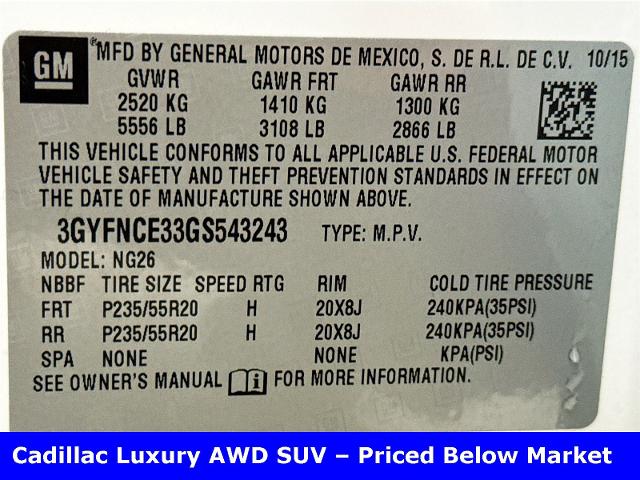 GM ® MFD BY GENERAL MOTORS DE MEXICO, S. DE R.L. DE C.V. 10/15
GVWR GAWR FRT GAWR RR
2520 KG 1410 KG 1300 KG
5556 LB 3108 LB 2866 LB
THIS VEHICLE CONFORMS TO ALL APPLICABLE U.S. FEDERAL MOTOR
VEHICLE SAFETY AND THEFT PREVENTION STANDARDS IN EFFECT ON
THE DATE OF MANUFACTURE SHOWN ABOVE.
3GYFNCE33GS543243 TYPE: M.P.V.
MODEL: NG26
NBBF TIRE SIZE SPEED RTG RIM COLD TIRE PRESSURE
FRT P235/55R20 H 20X8J 240KPA(35PSI)
RR P235/55R20 H 20X8J 240KPA(35PSI)
SPA NONE NONE KPA(PSI)
SEE OWNER'S MANUAL i FOR MORE INFORMATION.
Cadillac Luxury AWD SUV – Priced Below Market